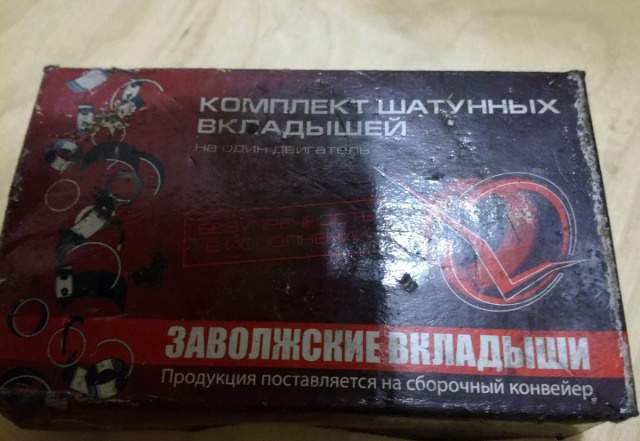 КОМПЛЕКТ ШАТУННЫХ
ВКЛАДЫШЕЙ
на один двигатель
ЗАВОЛЖСКИЕ ВКЛАДЫШИ
Продукция поставляется на сборочный конвейер